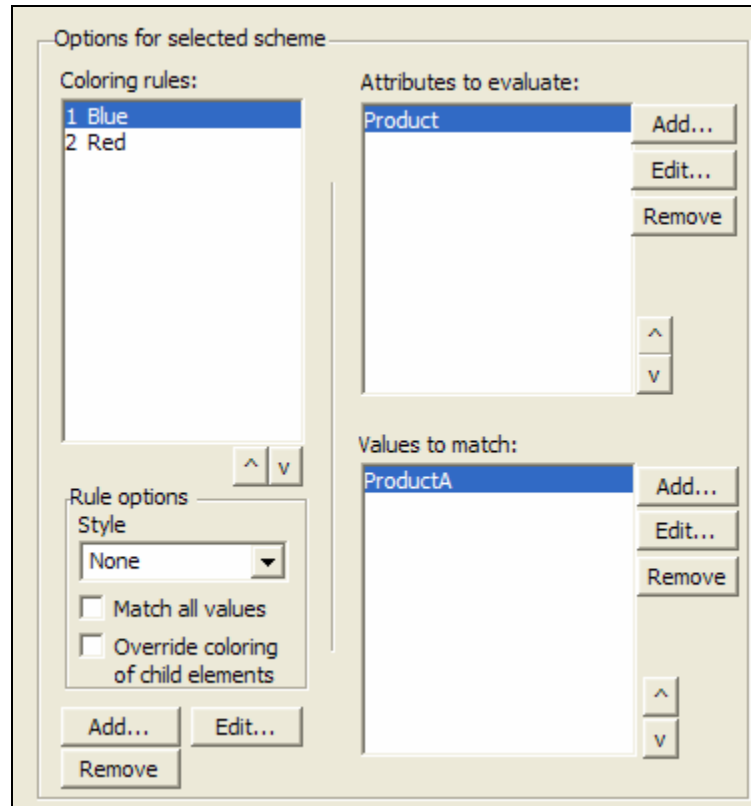 Options for selected scheme
Coloring rules:
1 Blue
2 Red
^ v
Rule options
Style
None
Match all values
Override coloring
of child elements
Add... Edit...
Remove
Attributes to evaluate:
Product
Add...
Edit...
Remove
^
v
Values to match:
ProductA
Add...
Edit...
Remove
^
v